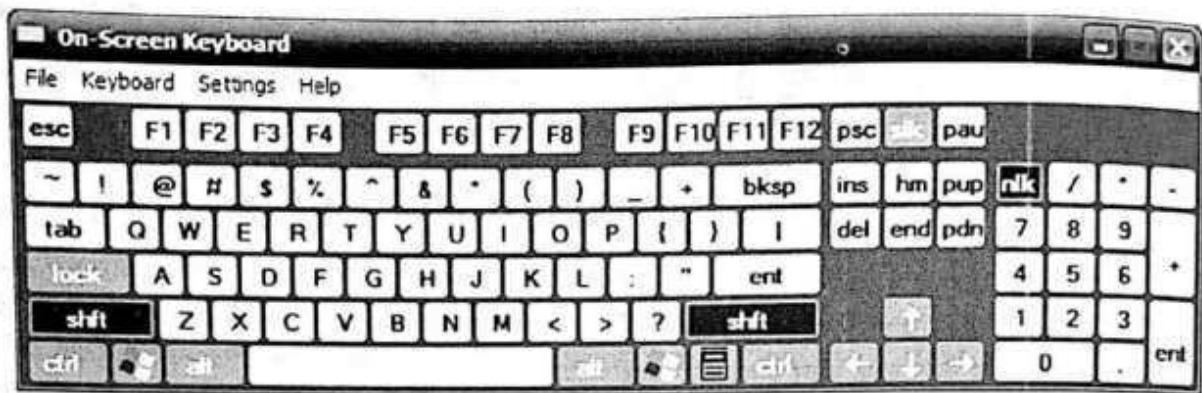 On-Screen Keyboard
File Keyboard Settings Help
esc F1 F2 F3 F4 F5 F6 F7 F8 F9 F10 F11 F12 psc slk pau
~ ! @ # $ % ^ & * ( ) _ + bksp ins hm pup nlk / * -
tab Q W E R T Y U I O P { } | del end pdn 7 8 9 +
lock A S D F G H J K L : " ent 4 5 6
shft Z X C V B N M < > ? shft ↑ 1 2 3 ent
ctrl alt alt ctrl ← ↓ → 0 .